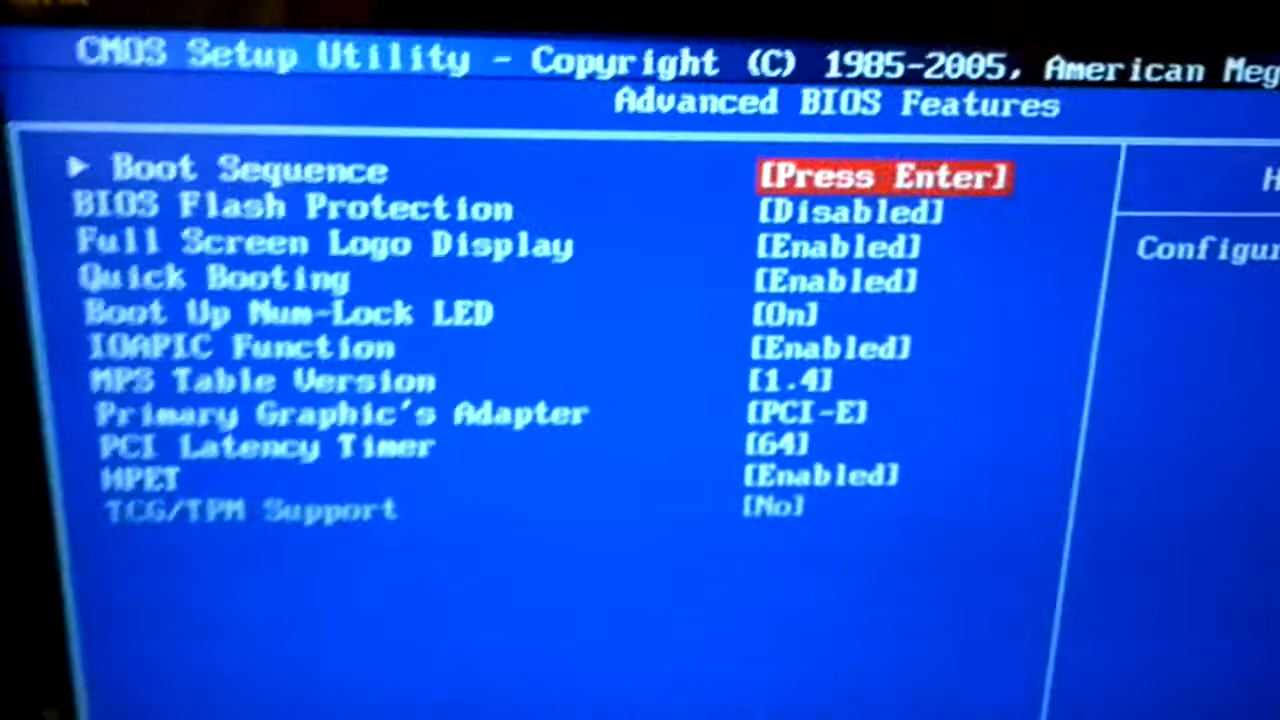 CMOS Setup Utility - Copyright (C) 1985-2005, American Meg
Advanced BIOS Features
► Boot Sequence [Press Enter] H
BIOS Flash Protection [Disabled]
Full Screen Logo Display [Enabled] Configur
Quick Booting [Enabled]
Boot Up Num-Lock LED [On]
IOAPIC Function [Enabled]
MPS Table Version [1.4]
Primary Graphic's Adapter [PCI-E]
PCI Latency Timer [64]
HPET [Enabled]
TCG/TPM Support [No]